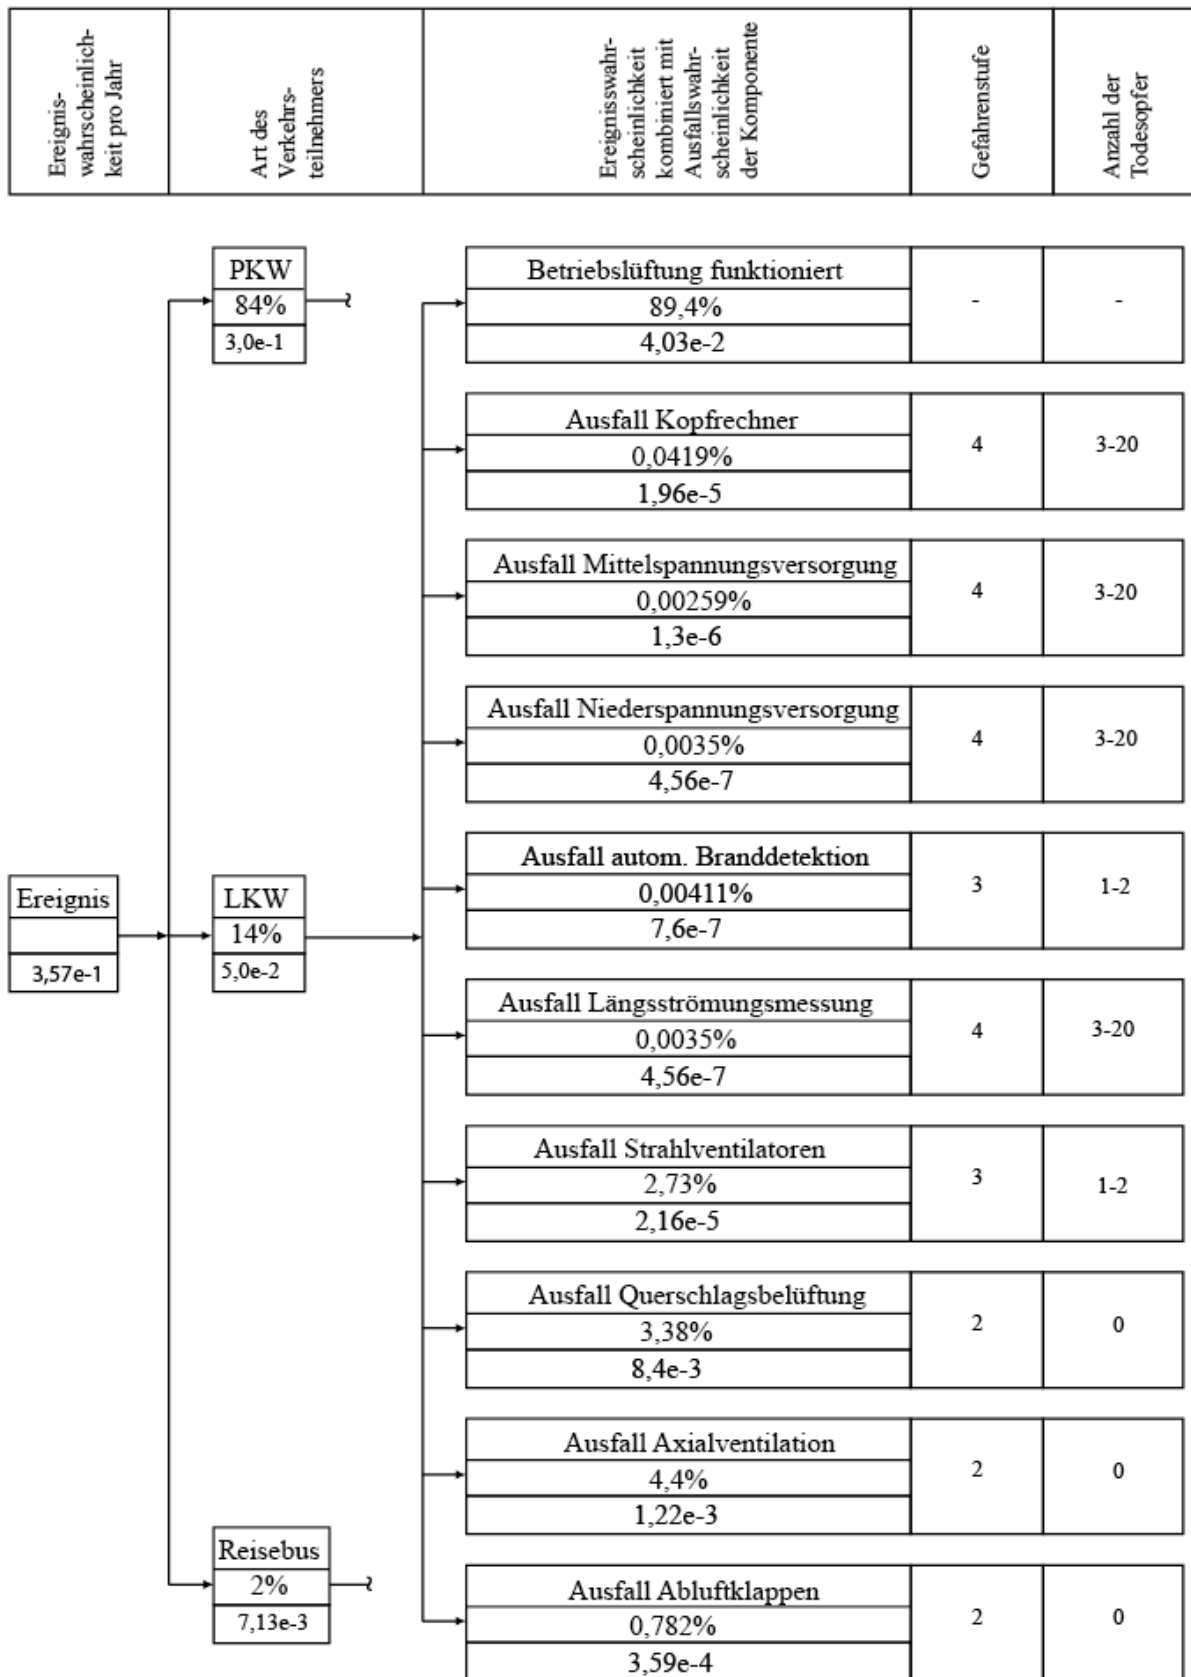 Ereignis-
wahrscheinlich-
keit pro Jahr
Art des
Verkehrs-
teilnehmers
Ereignisswahr-
scheinlichkeit
kombiniert mit
Ausfallswahr-
scheinlichkeit
der Komponente
Gefahrenstufe
Anzahl der
Todesopfer
Ereignis
3,57e-1
PKW
84%
3,0e-1
LKW
14%
5,0e-2
Reisebus
2%
7,13e-3
Betriebslüftung funktioniert
89,4%
4,03e-2
-
-
Ausfall Kopfrechner
0,0419%
1,96e-5
4
3-20
Ausfall Mittelspannungsversorgung
0,00259%
1,3e-6
4
3-20
Ausfall Niederspannungsversorgung
0,0035%
4,56e-7
4
3-20
Ausfall autom. Branddetektion
0,00411%
7,6e-7
3
1-2
Ausfall Längsströmungsmessung
0,0035%
4,56e-7
4
3-20
Ausfall Strahlventilatoren
2,73%
2,16e-5
3
1-2
Ausfall Querschlagsbelüftung
3,38%
8,4e-3
2
0
Ausfall Axialventilation
4,4%
1,22e-3
2
0
Ausfall Abluftklappen
0,782%
3,59e-4
2
0